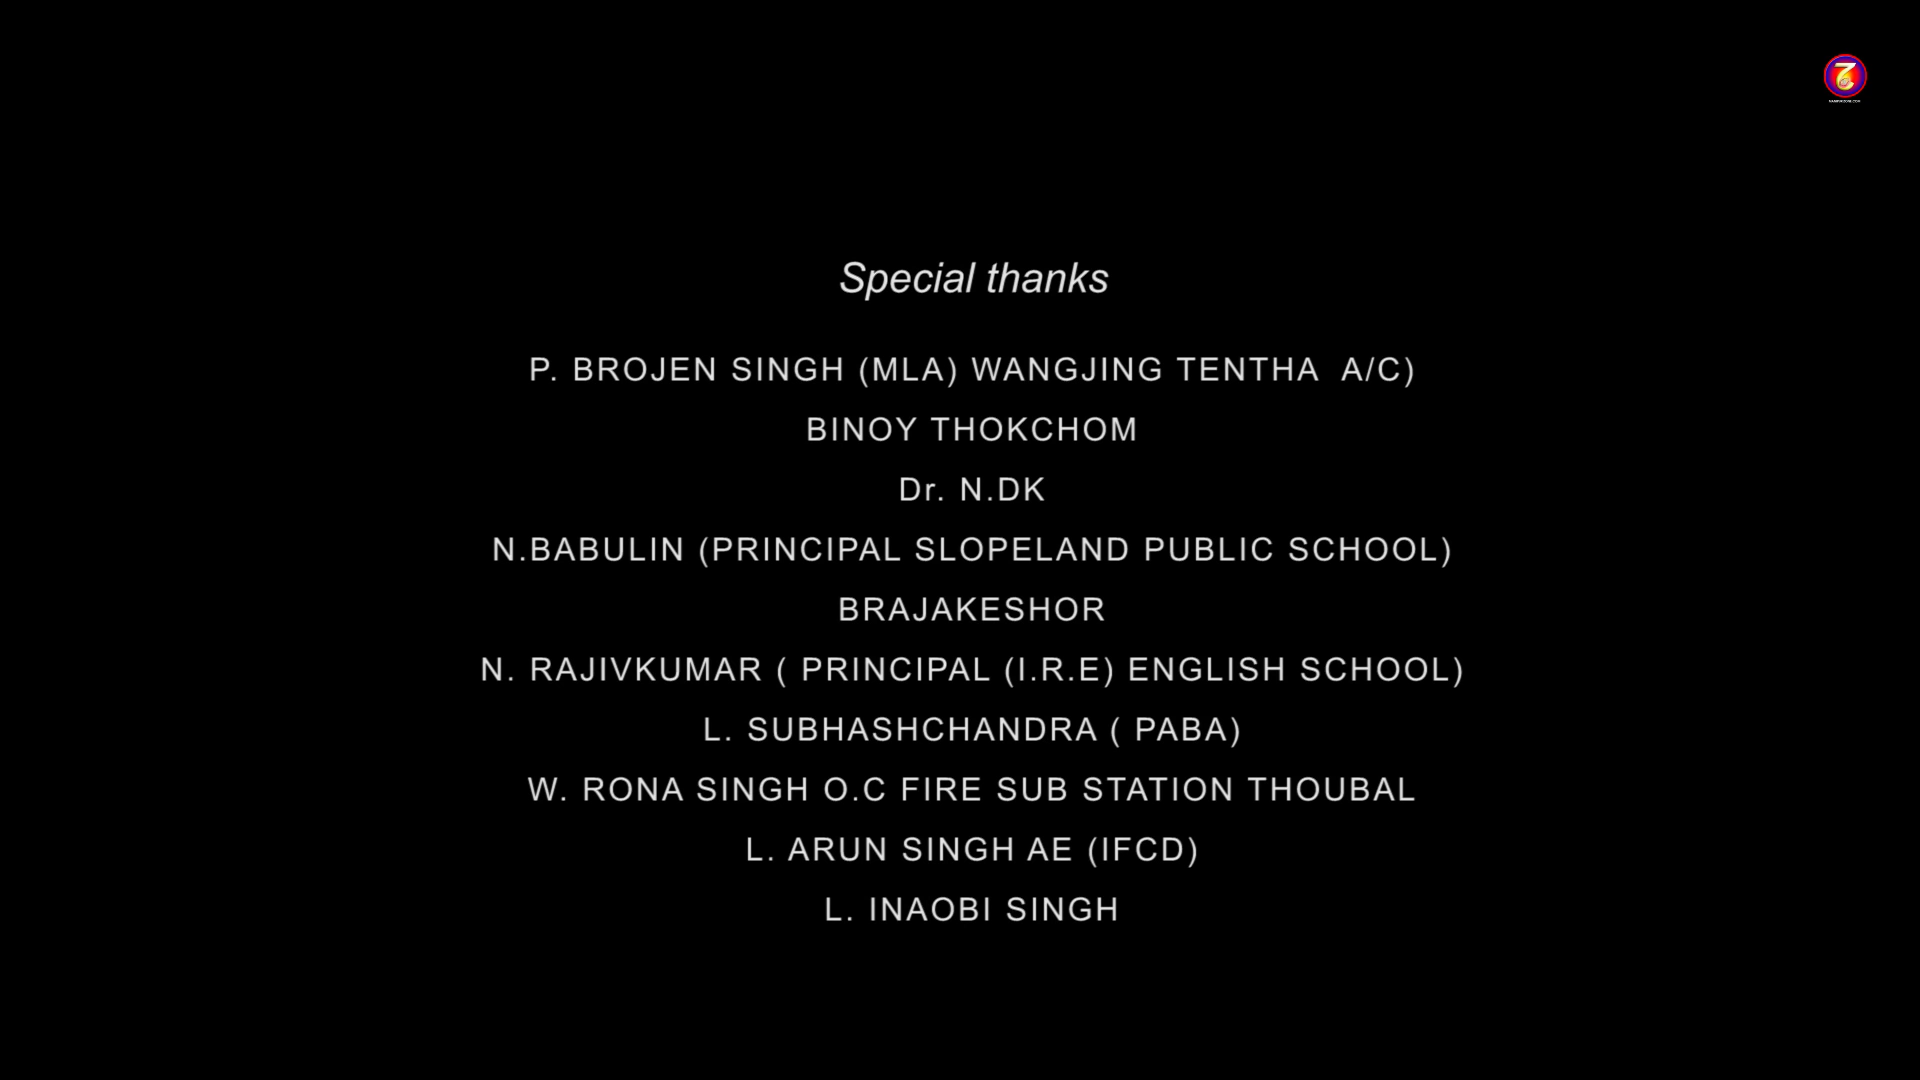 Special thanks
P. BROJEN SINGH (MLA) WANGJING TENTHA  A/C)
BINOY THOKCHOM
Dr. N.DK
N.BABULIN (PRINCIPAL SLOPELAND PUBLIC SCHOOL)
BRAJAKESHOR
N. RAJIVKUMAR ( PRINCIPAL (I.R.E) ENGLISH SCHOOL)
L. SUBHASHCHANDRA ( PABA)
W. RONA SINGH O.C FIRE SUB STATION THOUBAL
L. ARUN SINGH AE (IFCD)
L. INAOBI SINGH